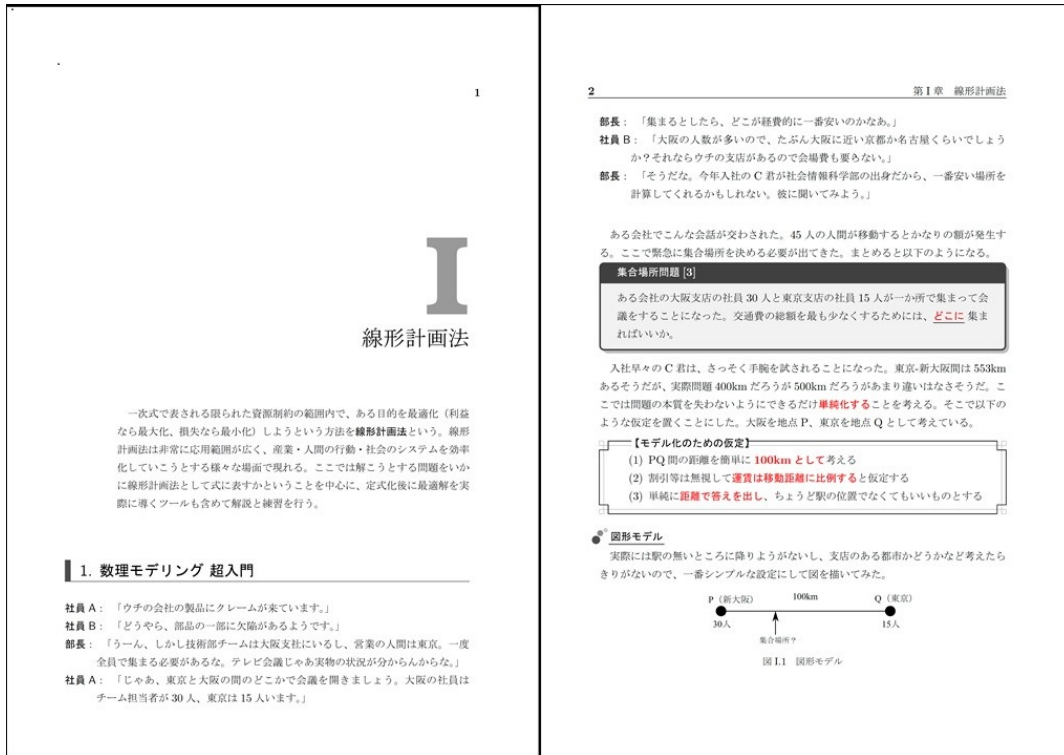 1
I
線形計画法
一次式で表される限られた資源制約の範囲内で、ある目的を最適化（利益
なら最大化、損失なら最小化）しようという方法を線形計画法という。線形
計画法は非常に応用範囲が広く、産業・人間の行動・社会のシステムを効率
化していこうとする様々な場面で現れる。ここでは解こうとする問題をいか
に線形計画法として式に表すかということを中心に、定式化後に最適解を実
際に導くツールも含めて解説と練習を行う。
1. 数理モデリング 超入門
社員 A： 「ウチの会社の製品にクレームが来ています。」
社員 B： 「どうやら、部品の一部に欠陥があるようです。」
部長： 「うーん、しかし技術部チームは大阪支社にいるし、営業の人間は東京。一度
全員で集まる必要があるな。テレビ会議じゃあ実物の状況が分からんからな。」
社員 A： 「じゃあ、東京と大阪の間のどこかで会議を開きましょう。大阪の社員は
チーム担当者が 30 人、東京は 15 人います。」
2 第 I 章 線形計画法
部長： 「集まるとしたら、どこが経費的に一番安いのかなあ。」
社員 B： 「大阪の人数が多いので、たぶん大阪に近い京都か名古屋くらいでしょう
か？それならウチの支店があるので会場費も要らない。」
部長： 「そうだな。今年入社の C 君が社会情報科学部の出身だから、一番安い場所を
計算してくれるかもしれない。彼に聞いてみよう。」
ある会社でこんな会話が交わされた。45 人の人間が移動するとかなりの額が発生す
る。ここで緊急に集合場所を決める必要が出てきた。まとめると以下のようになる。
集合場所問題 [3]
ある会社の大阪支店の社員 30 人と東京支店の社員 15 人が一か所で集まって会
議をすることになった。交通費の総額を最も少なくするためには、どこに 集ま
ればいいか。
入社早々の C 君は、さっそく手腕を試されることになった。東京-新大阪間は 553km
あるそうだが、実際問題 400km だろうが 500km だろうがあまり違いはなさそうだ。こ
こでは問題の本質を失わないようにできるだけ単純化することを考える。そこで以下の
ような仮定を置くことにした。大阪を地点 P、東京を地点 Q として考えている。
【モデル化のための仮定】
(1) PQ 間の距離を簡単に 100km として考える
(2) 割引等は無視して運賃は移動距離に比例すると仮定する
(3) 単純に距離で答えを出し、ちょうど駅の位置でなくてもいいものとする
図形モデル
実際には駅の無いところに降りようがないし、支店のある都市かどうかなど考えたら
きりがないので、一番シンプルな設定にして図を描いてみた。
P（新大阪） 100km Q（東京）
30人 15人
集合場所？
図 I.1 図形モデル